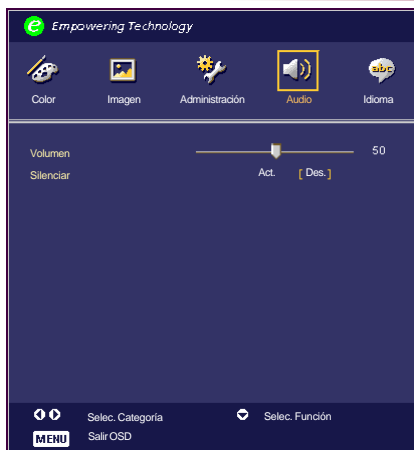 e Empowering Technology
Color Imagen Administración Audio Idioma
Volumen 50
Silenciar Act. [ Des. ]
Selec. Categoría Selec. Función
MENU Salir OSD
abc